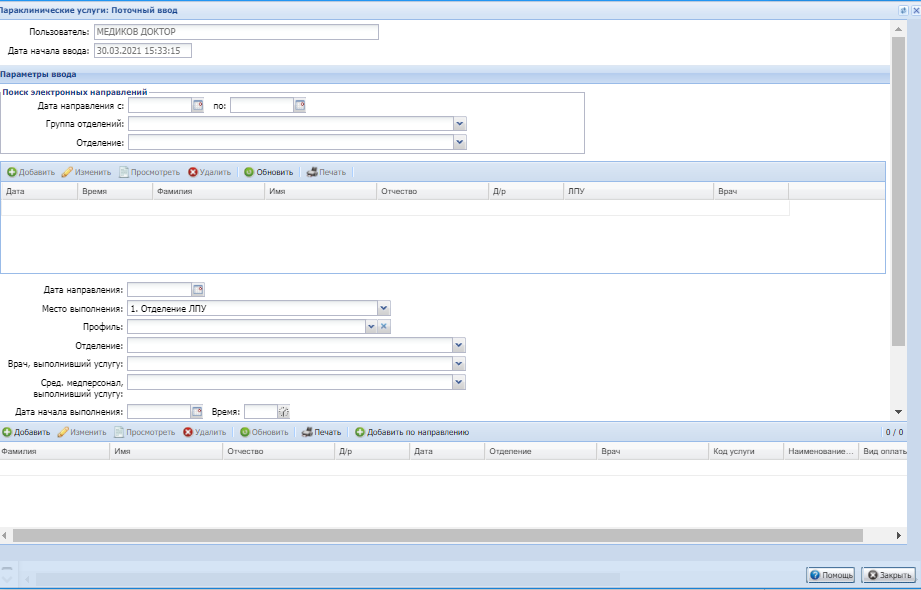 Параклинические услуги: Поточный ввод
Пользователь: МЕДИКОВ ДОКТОР
Дата начала ввода: 30.03.2021 15:33:15
Параметры ввода
Поиск электронных направлений
Дата направления с: по:
Группа отделений:
Отделение:
Добавить Изменить Просмотреть Удалить Обновить Печать
Дата Время Фамилия Имя Отчество Д/р ЛПУ Врач
Дата направления:
Место выполнения: 1. Отделение ЛПУ
Профиль:
Отделение:
Врач, выполнивший услугу:
Сред. медперсонал,
выполнивший услугу:
Дата начала выполнения: Время:
Добавить Изменить Просмотреть Удалить Обновить Печать Добавить по направлению 0 / 0
Фамилия Имя Отчество Д/р Дата Отделение Врач Код услуги Наименование... Вид оплаты
Помощь Закрыть